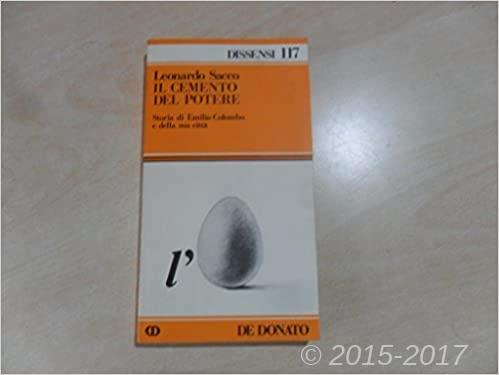 DISSENSI 117
Leonardo Sacco
IL CEMENTO
DEL POTERE
Storia di Emilio Colombo
e della sua città
l'
DE DONATO
© 2015-2017